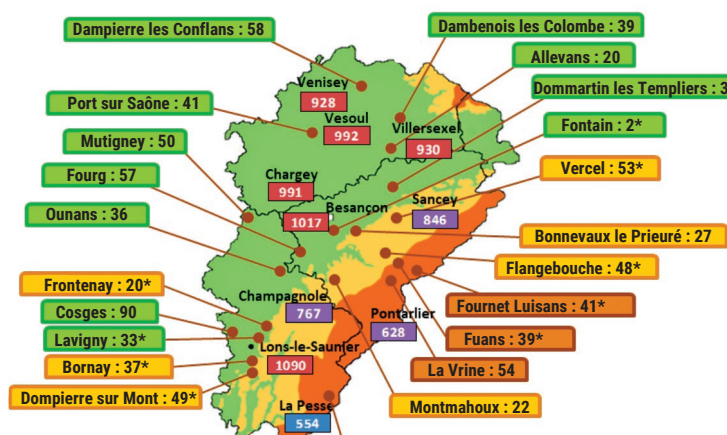 Dampierre les Conflans : 58
Dambenois les Colombe : 39
Allevans : 20
Dommartin les Templiers : 3
Port sur Saône : 41
Mutigney : 50
Fourg : 57
Ounans : 36
Fontain : 2*
Vercel : 53*
Bonnevaux le Prieuré : 27
Flangebouche : 48*
Fournet Luisans : 41*
Fuans : 39*
La Vrine : 54
Montmahoux : 22
Frontenay : 20*
Cosges : 90
Lavigny : 33*
Bornay : 37*
Dompierre sur Mont : 49*
Venisey
928
Vesoul
992
Villersexel
930
Chargey
991
Besançon
1017
Sancey
846
Champagnole
767
Pontarlier
628
Lons-le-Saunier
1090
La Pesse
554